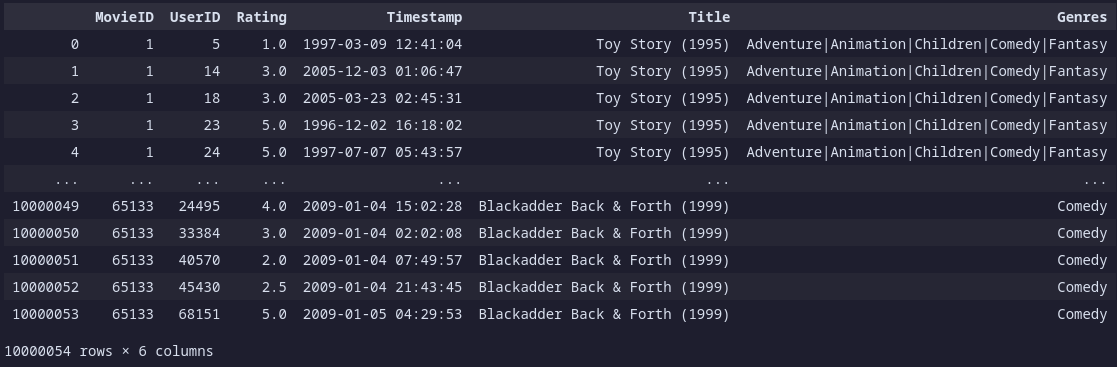 MovieID UserID Rating Timestamp Title Genres
0 1 5 1.0 1997-03-09 12:41:04 Toy Story (1995) Adventure|Animation|Children|Comedy|Fantasy
1 1 14 3.0 2005-12-03 01:06:47 Toy Story (1995) Adventure|Animation|Children|Comedy|Fantasy
2 1 18 3.0 2005-03-23 02:45:31 Toy Story (1995) Adventure|Animation|Children|Comedy|Fantasy
3 1 23 5.0 1996-12-02 16:18:02 Toy Story (1995) Adventure|Animation|Children|Comedy|Fantasy
4 1 24 5.0 1997-07-07 05:43:57 Toy Story (1995) Adventure|Animation|Children|Comedy|Fantasy
... ... ... ... ... ... ...
10000049 65133 24495 4.0 2009-01-04 15:02:28 Blackadder Back & Forth (1999) Comedy
10000050 65133 33384 3.0 2009-01-04 02:02:08 Blackadder Back & Forth (1999) Comedy
10000051 65133 40570 2.0 2009-01-04 07:49:57 Blackadder Back & Forth (1999) Comedy
10000052 65133 45430 2.5 2009-01-04 21:43:45 Blackadder Back & Forth (1999) Comedy
10000053 65133 68151 5.0 2009-01-05 04:29:53 Blackadder Back & Forth (1999) Comedy
10000054 rows × 6 columns